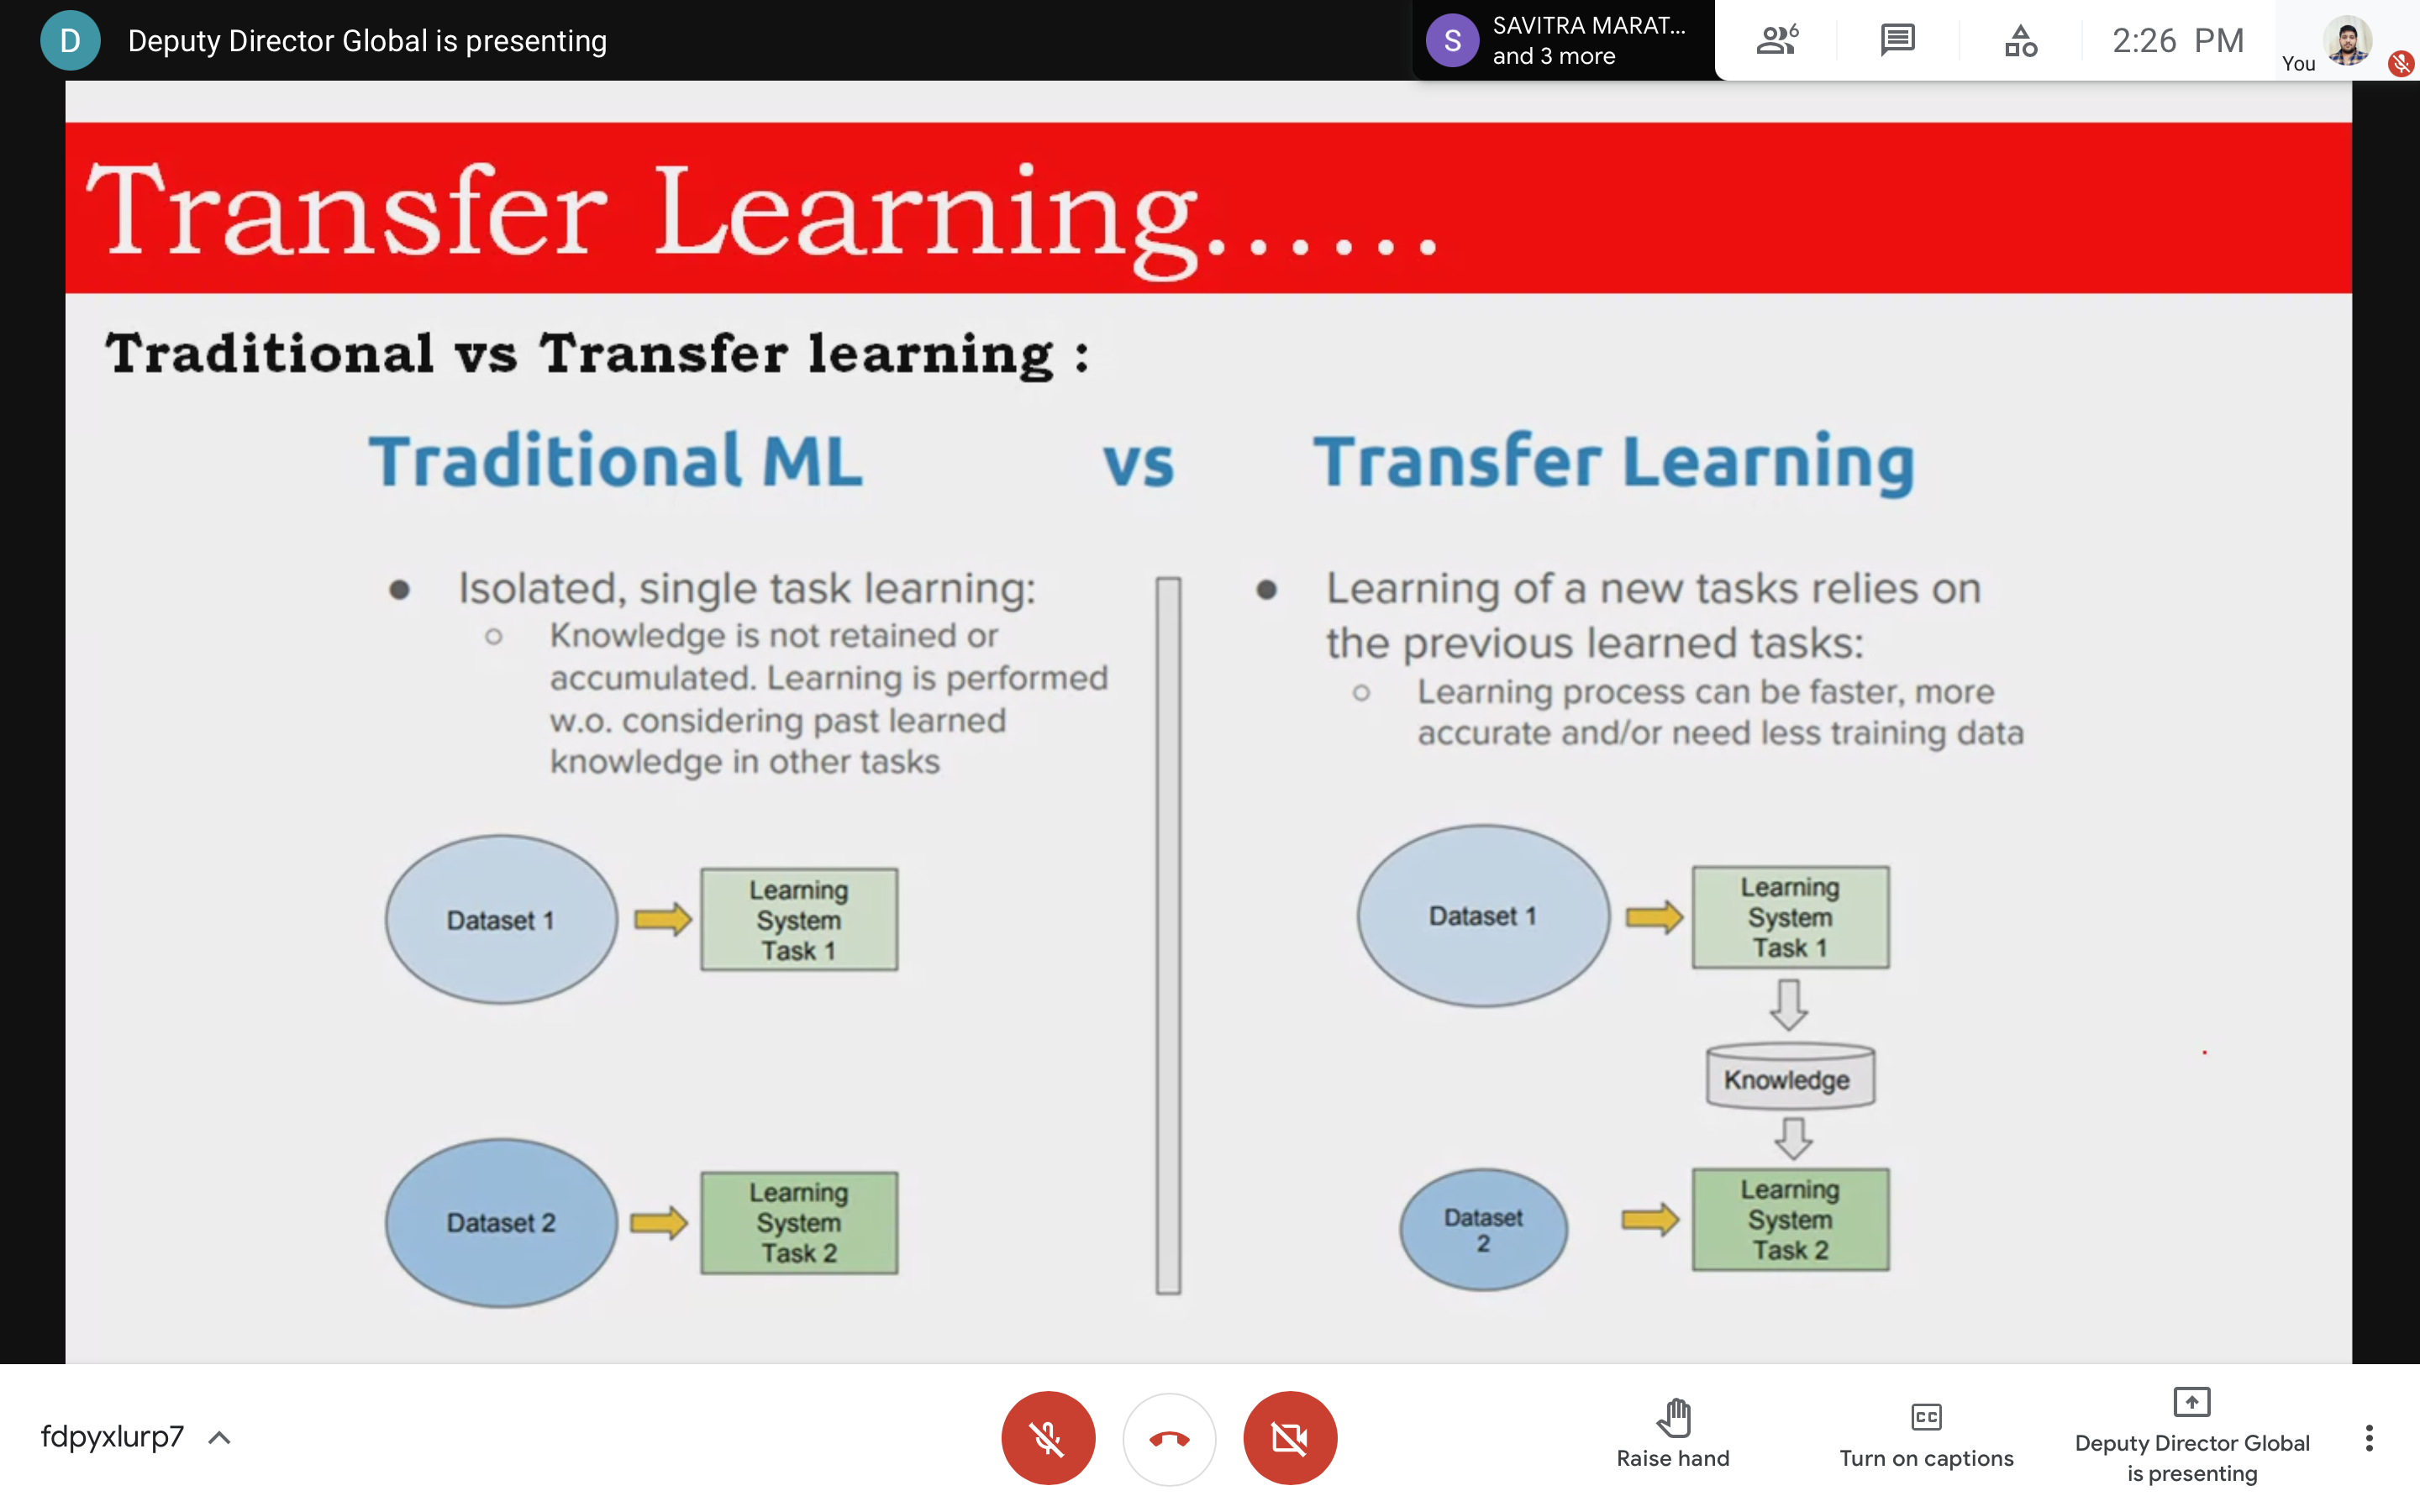 D
Deputy Director Global is presenting
S
SAVITRA MARAT...
and 3 more
6
2:26 PM
You
Transfer Learning......
Traditional vs Transfer learning :
Traditional ML vs Transfer Learning
Isolated, single task learning:
Knowledge is not retained or
accumulated. Learning is performed
w.o. considering past learned
knowledge in other tasks
Learning of a new tasks relies on
the previous learned tasks:
Learning process can be faster, more
accurate and/or need less training data
Dataset 1
Learning
System
Task 1
Dataset 2
Learning
System
Task 2
Dataset 1
Learning
System
Task 1
Knowledge
Dataset
2
Learning
System
Task 2
fdpyxlurp7
Raise hand
CC
Turn on captions
Deputy Director Global
is presenting